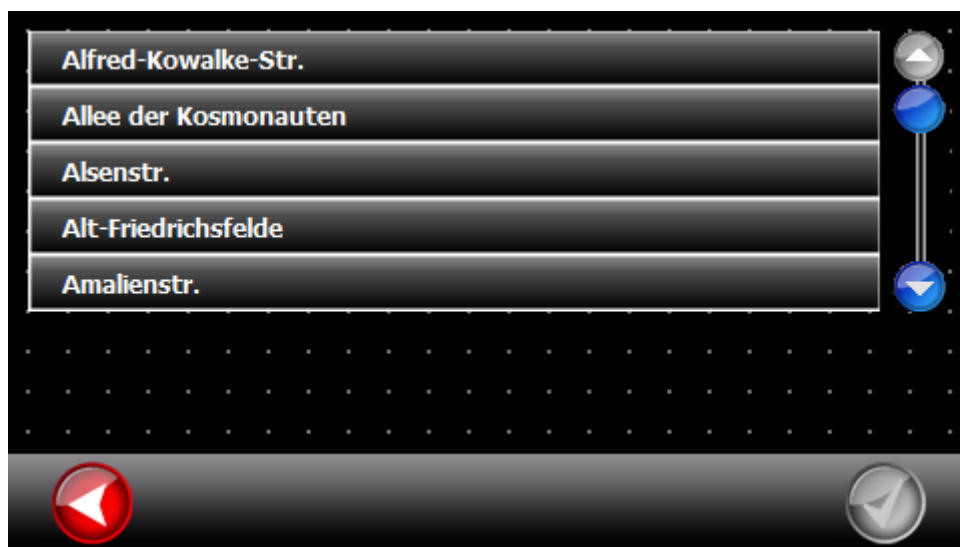 Alfred-Kowalke-Str.
Allee der Kosmonauten
Alsenstr.
Alt-Friedrichsfelde
Amalienstr.